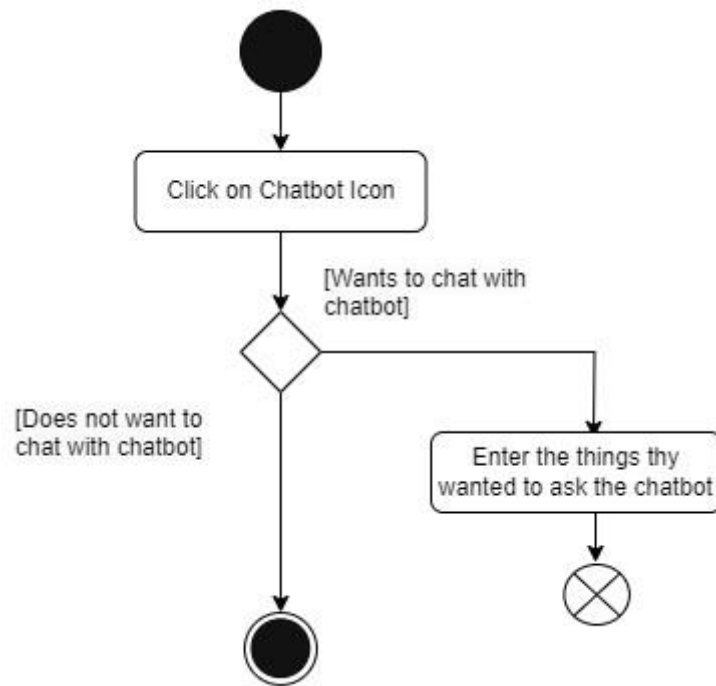 Click on Chatbot Icon
[Wants to chat with
chatbot]
[Does not want to
chat with chatbot]
Enter the things thy
wanted to ask the chatbot